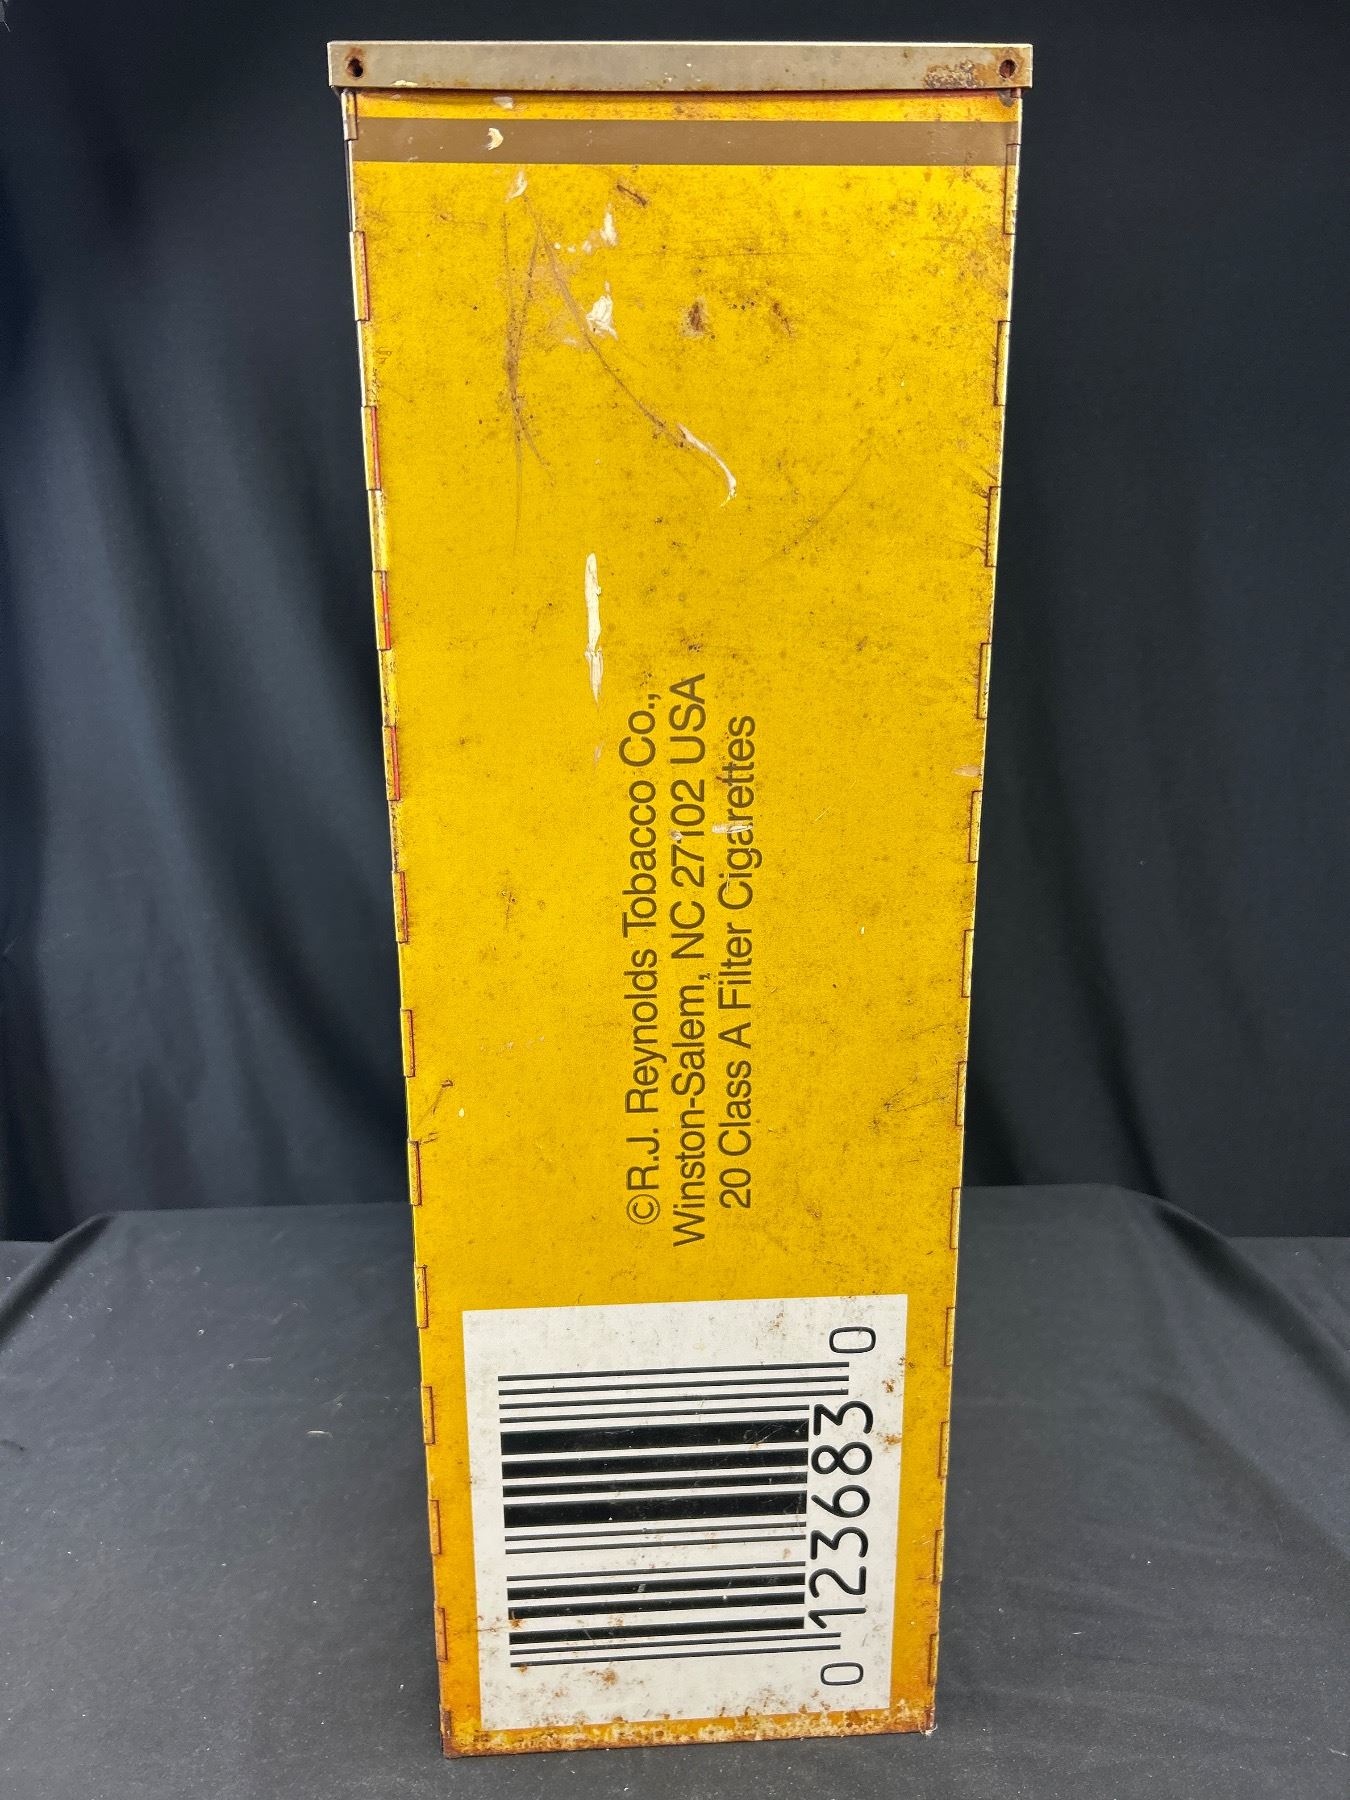 ©R.J. Reynolds Tobacco Co.,
Winston-Salem, NC 27102 USA
20 Class A Filter Cigarettes
0 123683 0